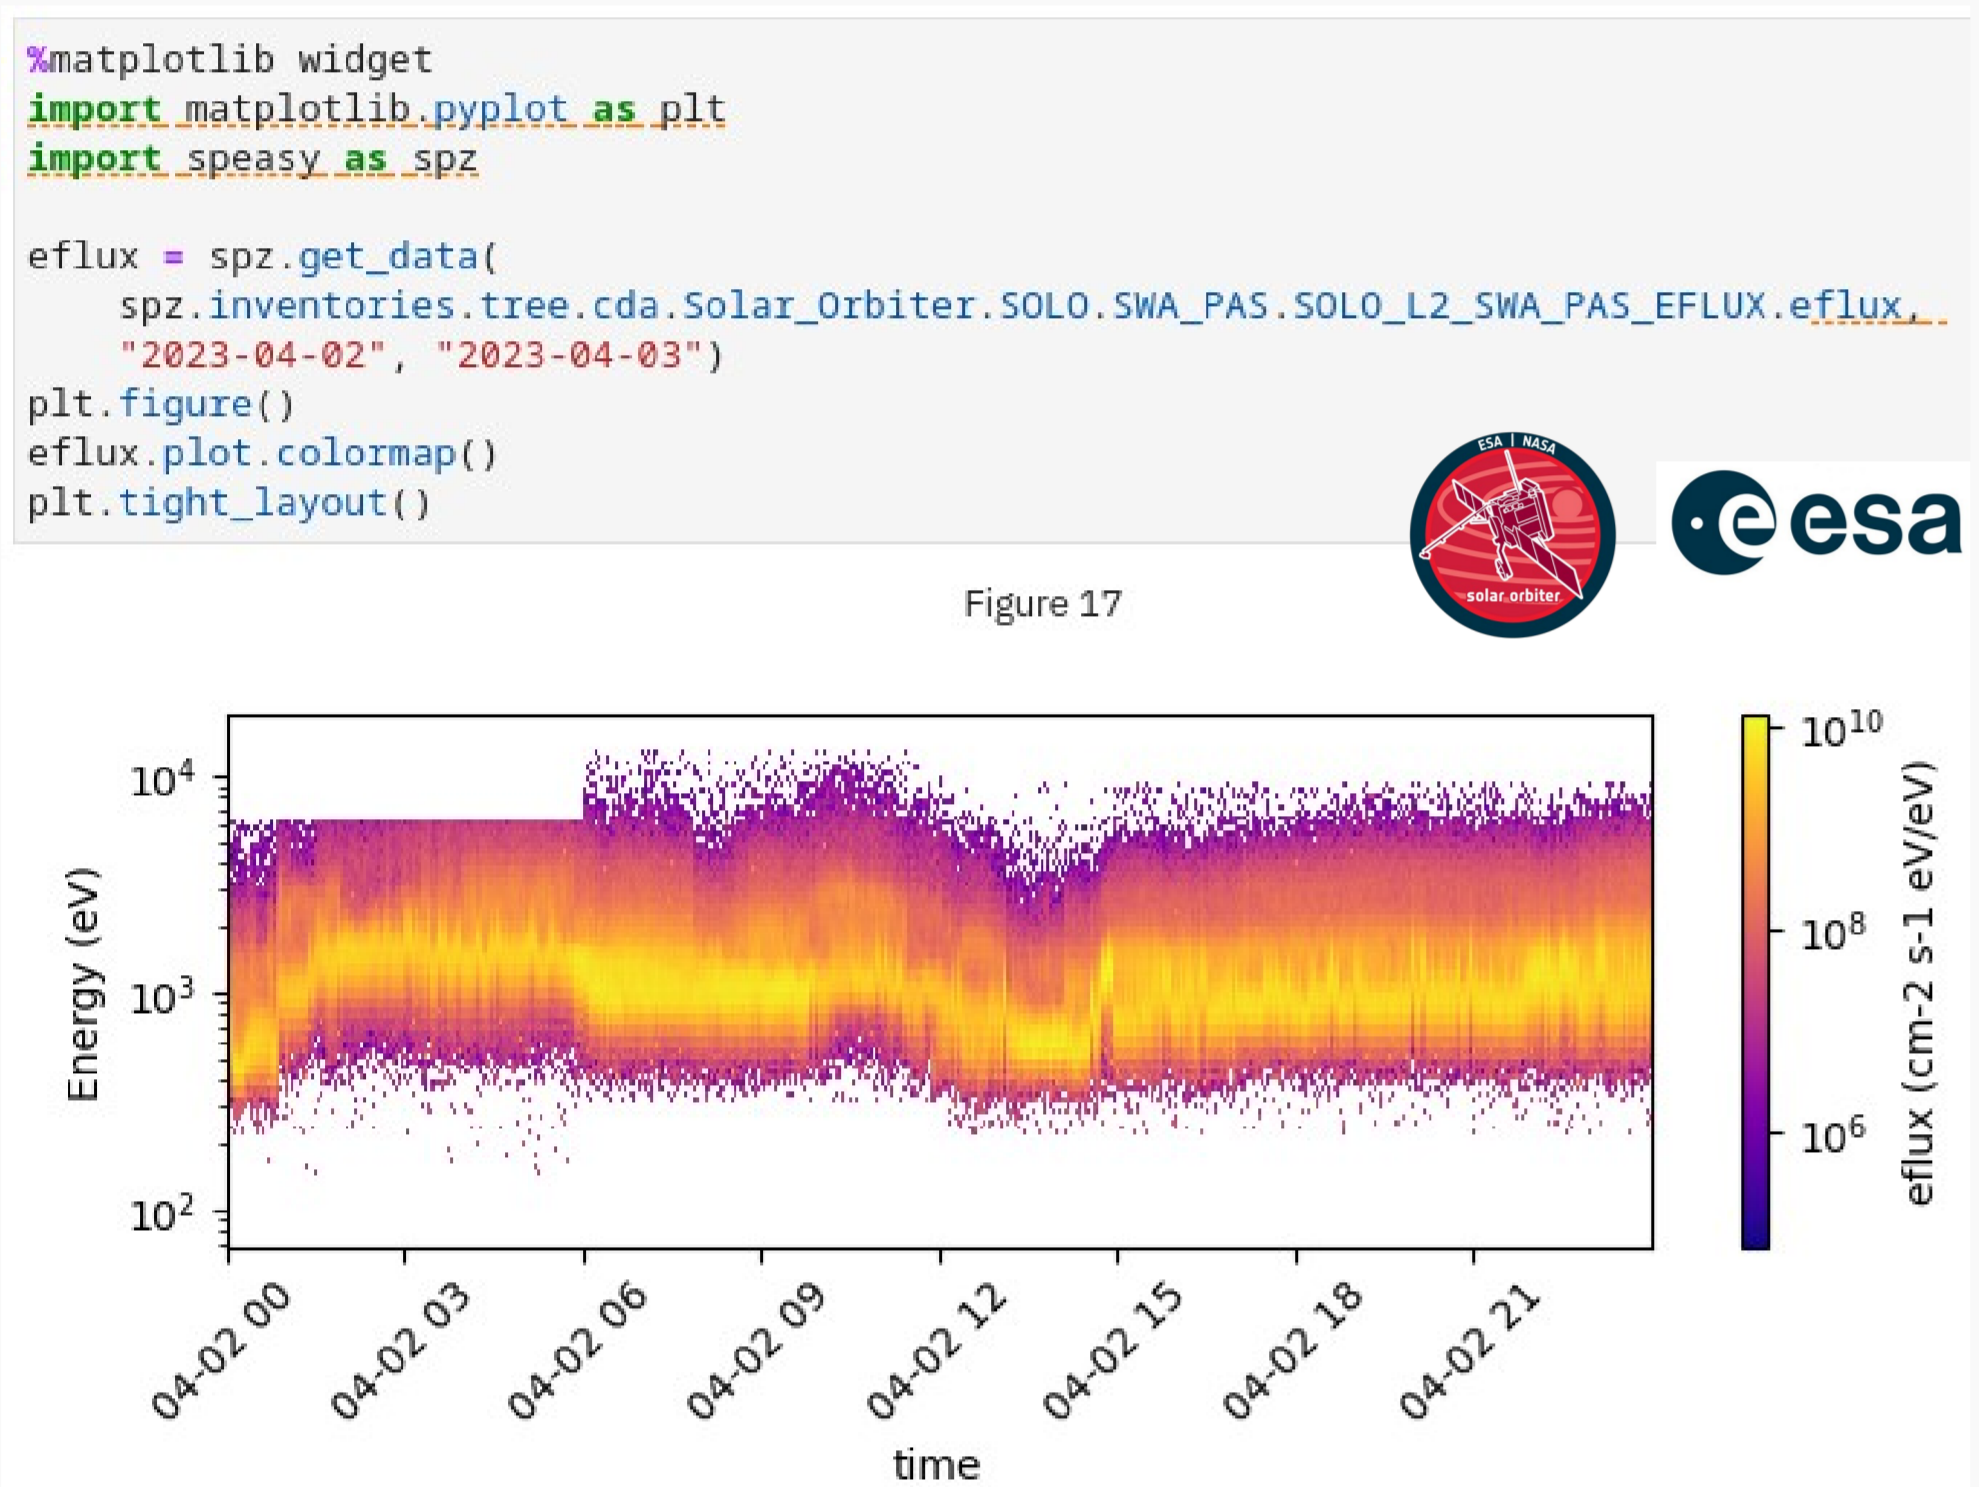 %matplotlib widget
import matplotlib.pyplot as plt
import speasy as spz
eflux = spz.get_data(
    spz.inventories.tree.cda.Solar_Orbiter.SOLO.SWA_PAS.SOLO_L2_SWA_PAS_EFLUX.eflux,
    "2023-04-02", "2023-04-03")
plt.figure()
eflux.plot.colormap()
plt.tight_layout()
ESA | NASA
solar orbiter
esa
Figure 17
Energy (eV)
10⁴
10³
10²
04-02 00
04-02 03
04-02 06
04-02 09
04-02 12
04-02 15
04-02 18
04-02 21
time
10¹⁰
10⁸
10⁶
eflux (cm-2 s-1 eV/eV)